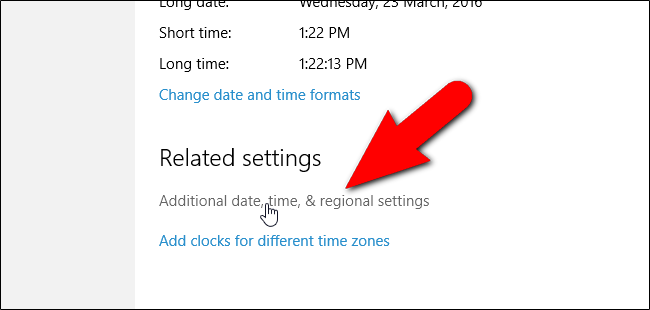 Long date: Wednesday, 23 March, 2016
Short time: 1:22 PM
Long time: 1:22:13 PM
Change date and time formats
Related settings
Additional date, time, & regional settings
Add clocks for different time zones